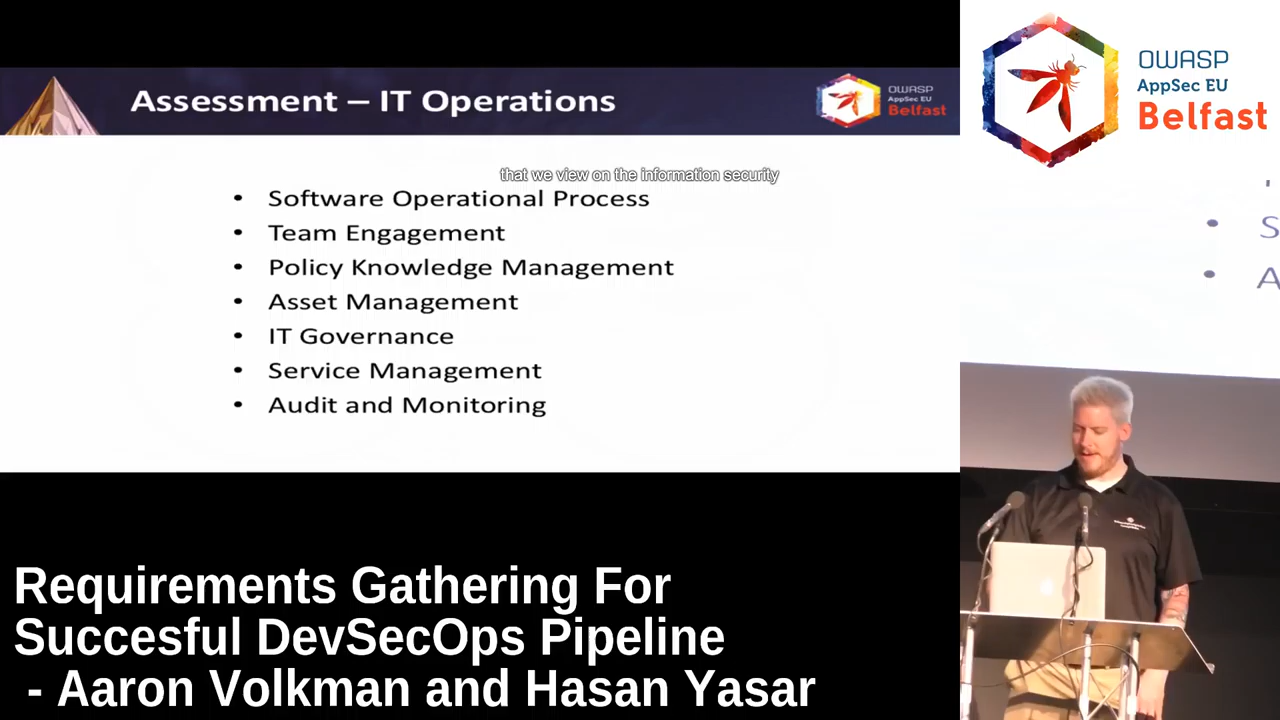 Assessment – IT Operations
OWASP
AppSec EU
Belfast
that we view on the information security
• Software Operational Process
• Team Engagement
• Policy Knowledge Management
• Asset Management
• IT Governance
• Service Management
• Audit and Monitoring
OWASP
AppSec EU
Belfast
• S
• A
Requirements Gathering For
Succesful DevSecOps Pipeline
- Aaron Volkman and Hasan Yasar